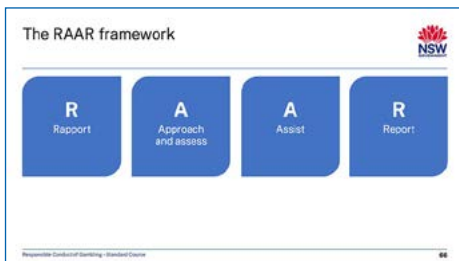 The RAAR framework
NSW
GOVERNMENT
R
Rapport
A
Approach
and assess
A
Assist
R
Report
Responsible Conduct of Gambling - Standard Course
66